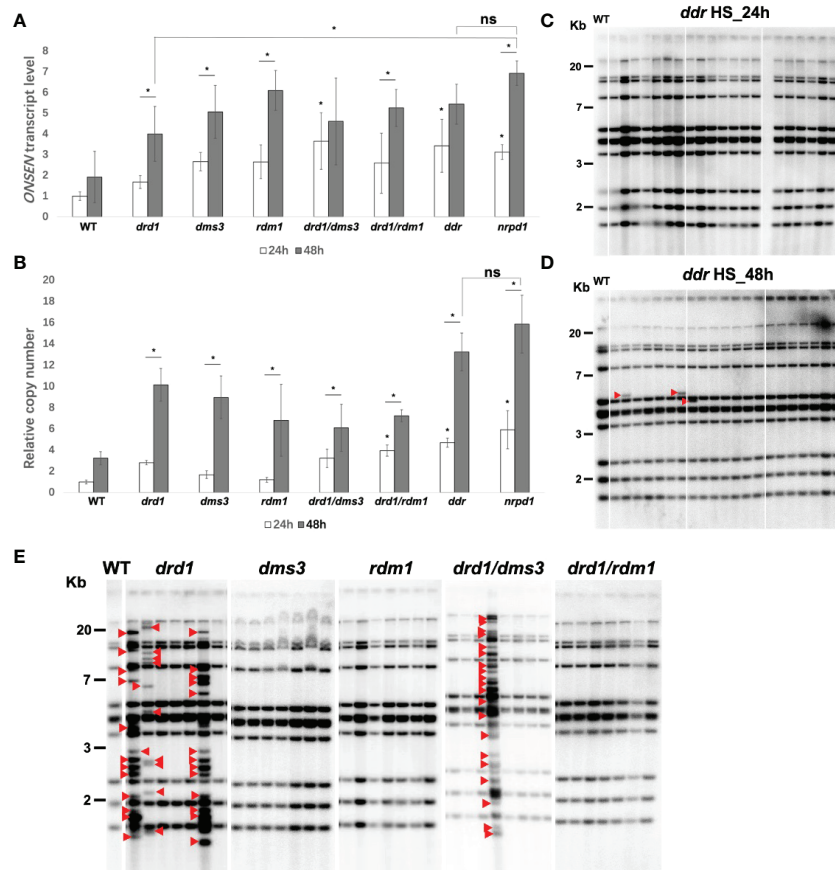 A
ns
*
ONSEN transcript level
8
7
6
5
4
3
2
1
0
* * * * * * * * *
WT drd1 dms3 rdm1 drd1/dms3 drd1/rdm1 ddr nrpd1
24h 48h
B
ns
Relative copy number
20
18
16
14
12
10
8
6
4
2
0
* * * * * * * * * *
WT drd1 dms3 rdm1 drd1/dms3 drd1/rdm1 ddr nrpd1
24h 48h
C
ddr HS_24h
Kb WT
20
7
3
2
D
ddr HS_48h
Kb WT
20
7
3
2
E
WT drd1 dms3 rdm1 drd1/dms3 drd1/rdm1
Kb
20
7
3
2